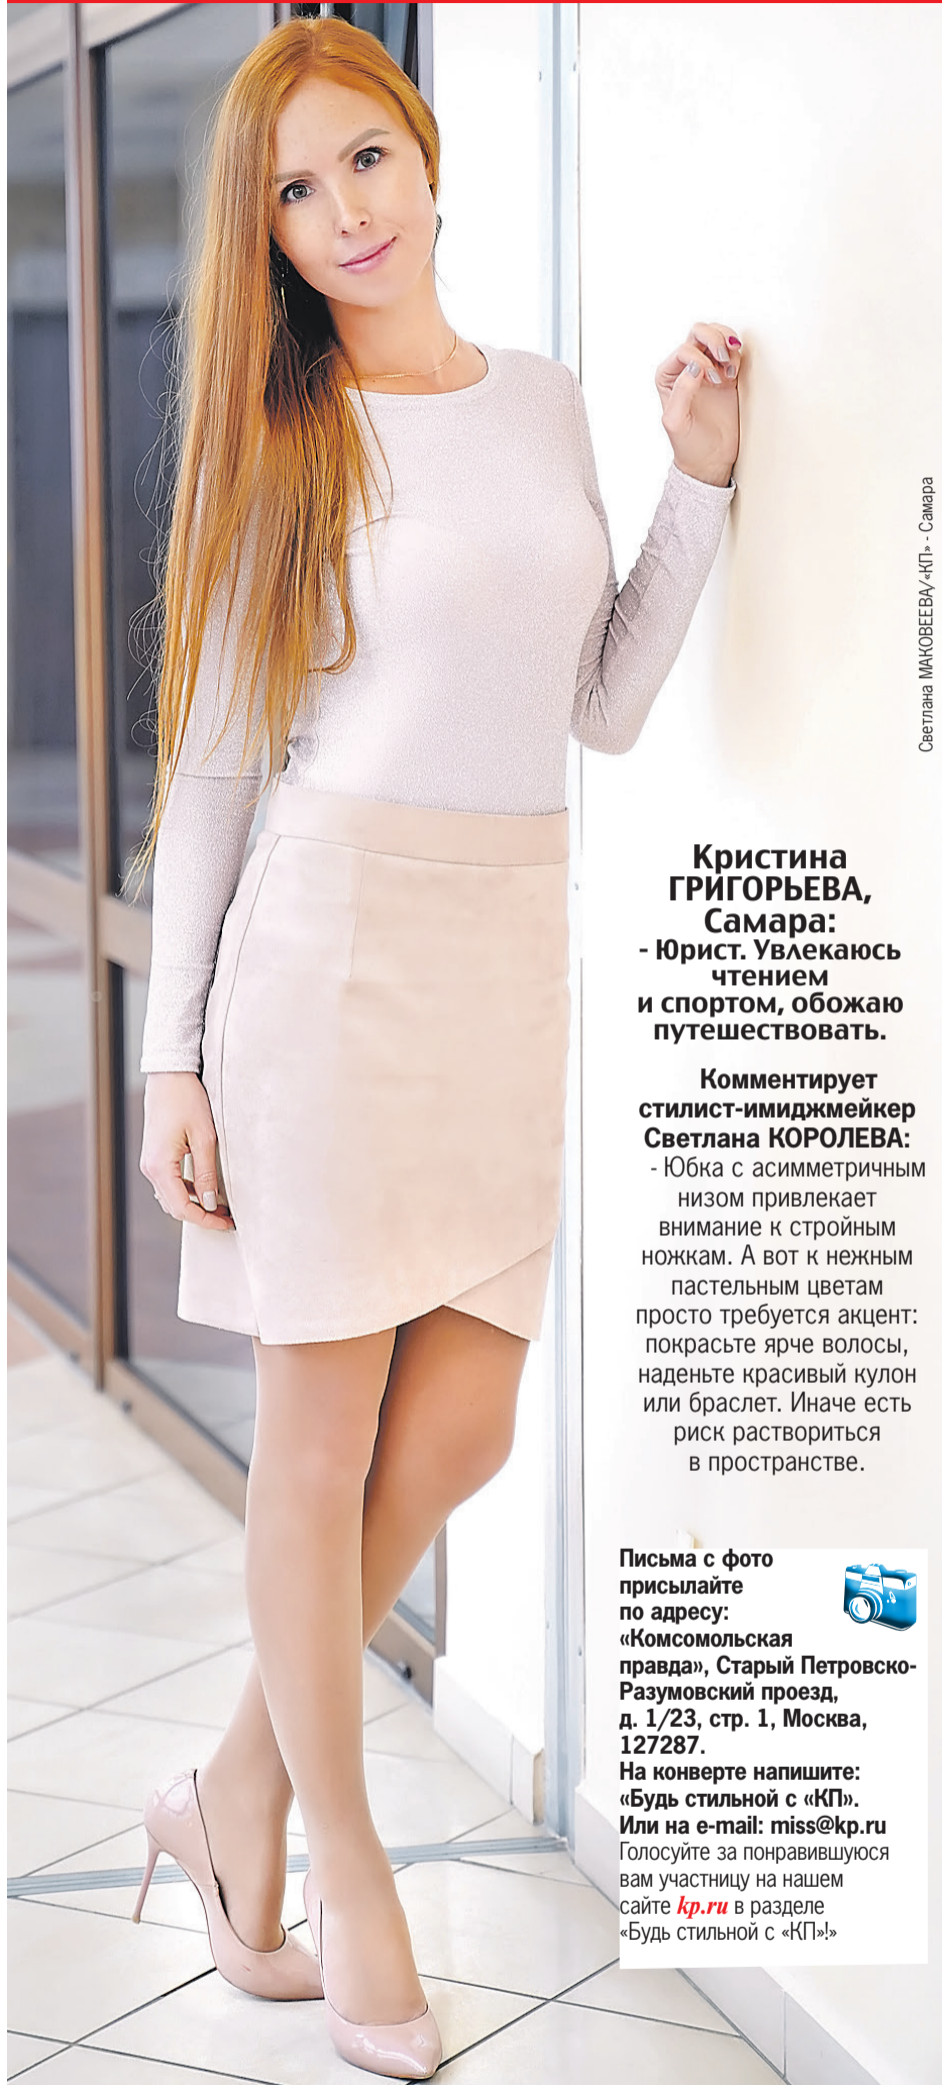 Светлана МАКОВЕЕВА/«КП» - Самара
Кристина
ГРИГОРЬЕВА,
Самара:
- Юрист. Увлекаюсь
чтением
и спортом, обожаю
путешествовать.
Комментирует
стилист-имиджмейкер
Светлана КОРОЛЕВА:
- Юбка с асимметричным
низом привлекает
внимание к стройным
ножкам. А вот к нежным
пастельным цветам
просто требуется акцент:
покрасьте ярче волосы,
наденьте красивый кулон
или браслет. Иначе есть
риск раствориться
в пространстве.
Письма с фото
присылайте
по адресу:
«Комсомольская
правда», Старый Петровско-
Разумовский проезд,
д. 1/23, стр. 1, Москва,
127287.
На конверте напишите:
«Будь стильной с «КП».
Или на e-mail: miss@kp.ru
Голосуйте за понравившуюся
вам участницу на нашем
сайте kp.ru в разделе
«Будь стильной с «КП»!»